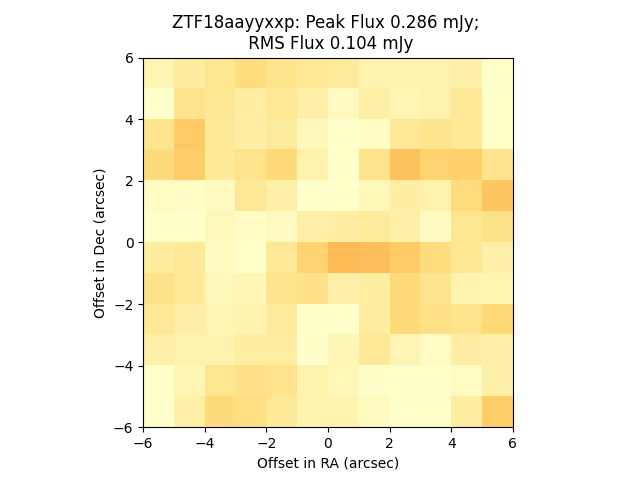 ZTF18aayyxxp: Peak Flux 0.286 mJy;
RMS Flux 0.104 mJy
6
4
2
0
−2
−4
−6
Offset in Dec (arcsec)
−6 −4 −2 0 2 4 6
Offset in RA (arcsec)